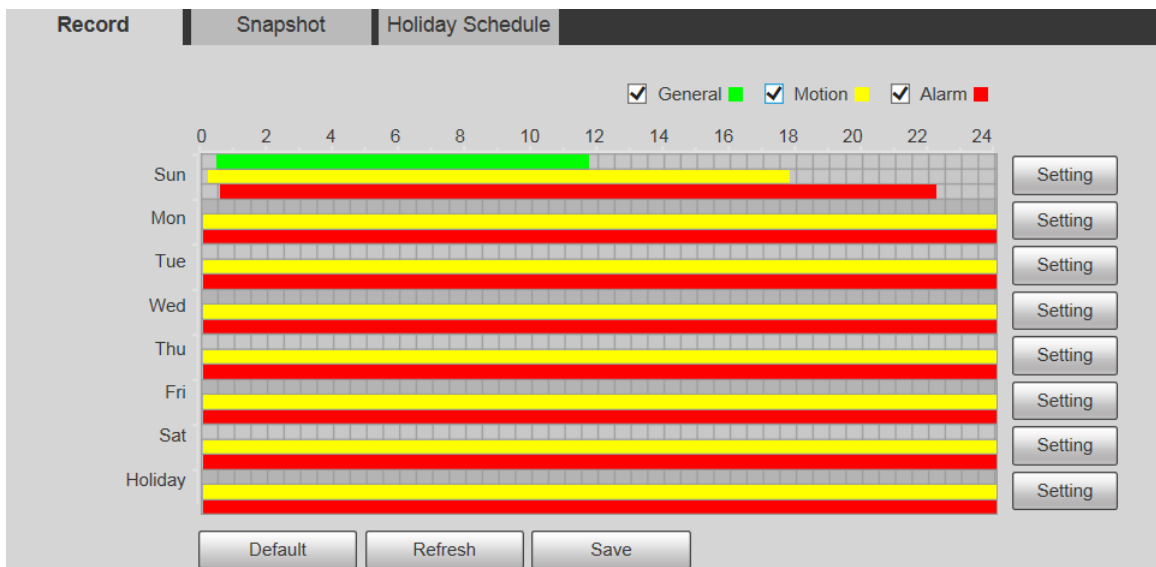 Record Snapshot Holiday Schedule
General Motion Alarm
0 2 4 6 8 10 12 14 16 18 20 22 24
Sun Setting
Mon Setting
Tue Setting
Wed Setting
Thu Setting
Fri Setting
Sat Setting
Holiday Setting
Default Refresh Save